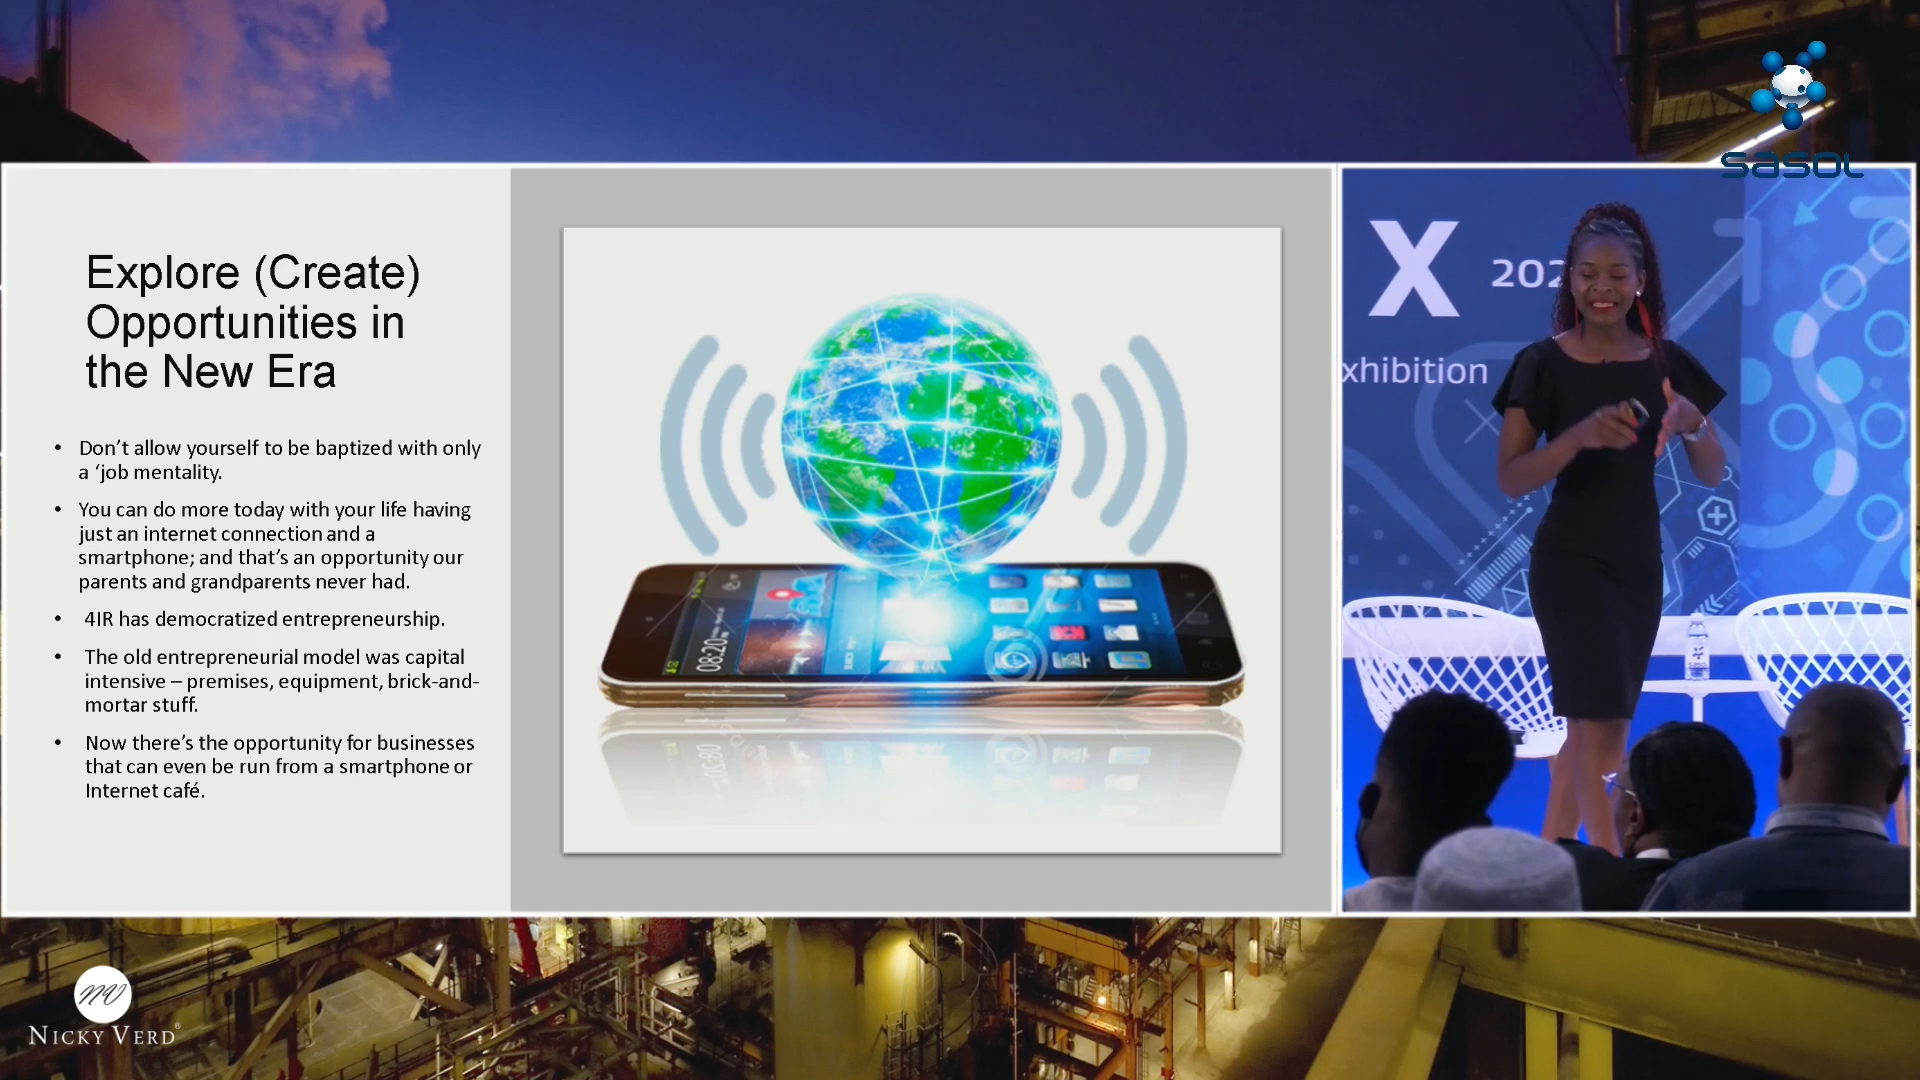 sasol
Explore (Create)
Opportunities in
the New Era
• Don’t allow yourself to be baptized with only
a ‘job mentality.
• You can do more today with your life having
just an internet connection and a
smartphone; and that’s an opportunity our
parents and grandparents never had.
• 4IR has democratized entrepreneurship.
• The old entrepreneurial model was capital
intensive – premises, equipment, brick-and-
mortar stuff.
• Now there’s the opportunity for businesses
that can even be run from a smartphone or
Internet café.
08:20
X
202
xhibition
NV
NICKY VERD®